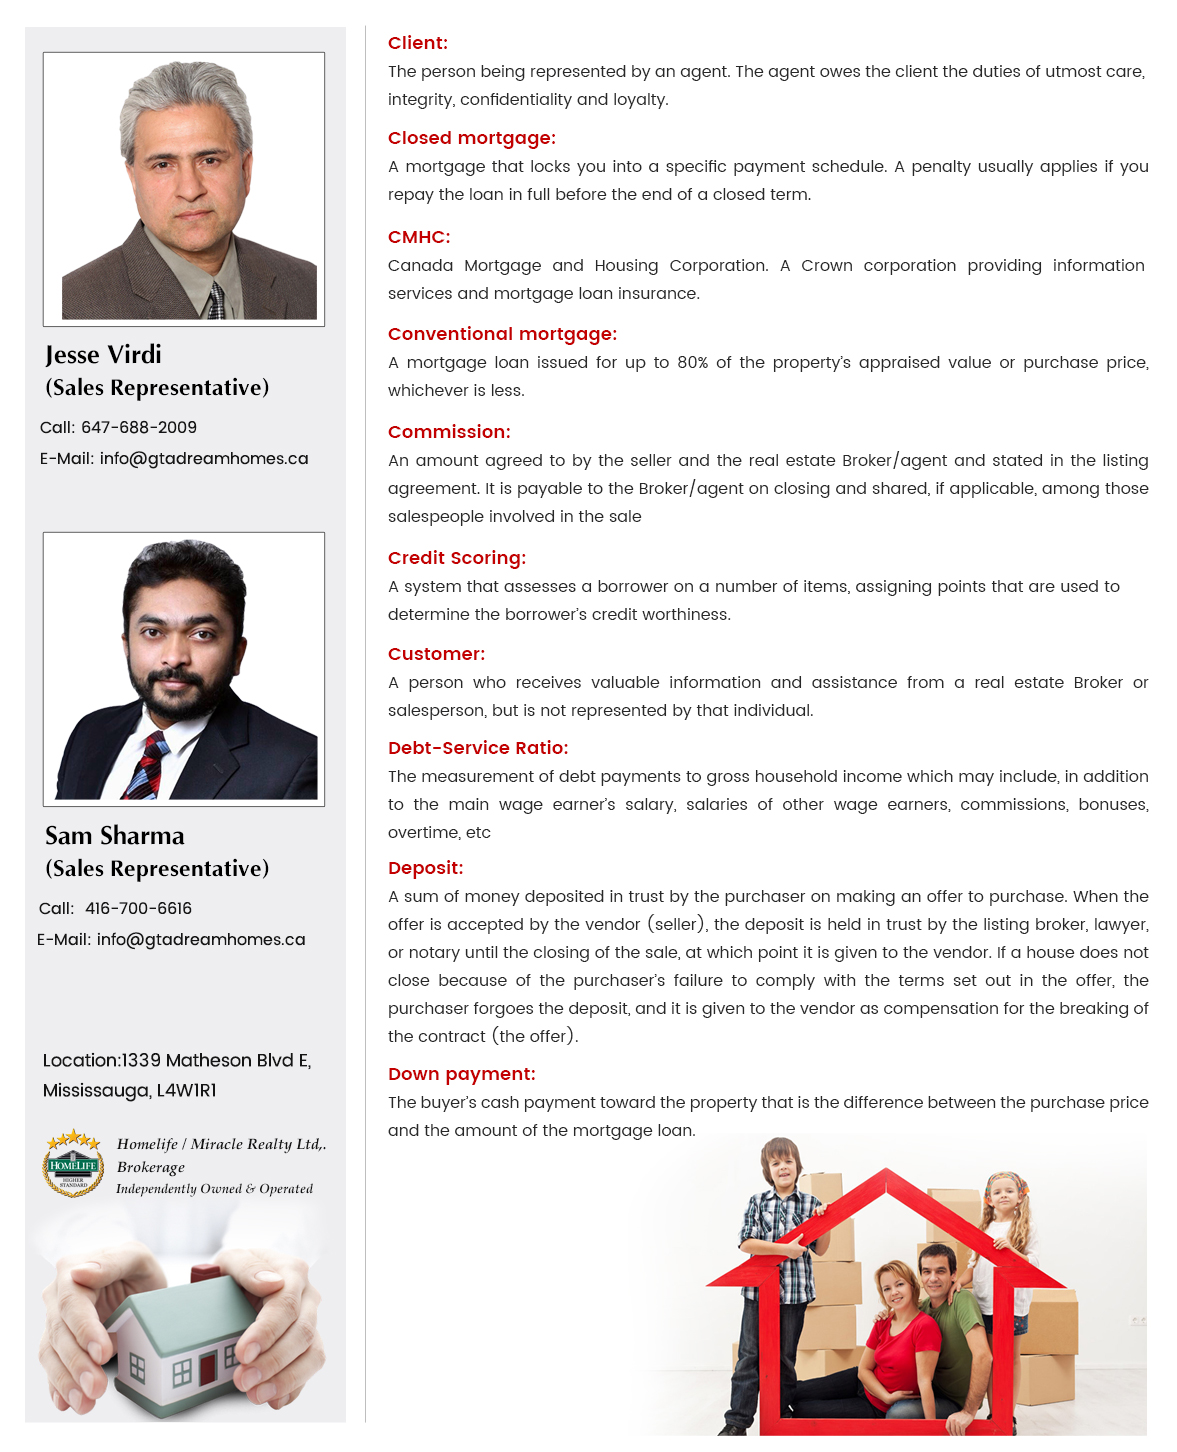 Jesse Virdi
(Sales Representative)
Call: 647-688-2009
E-Mail: info@gtadreamhomes.ca
Sam Sharma
(Sales Representative)
Call: 416-700-6616
E-Mail: info@gtadreamhomes.ca
Location:1339 Matheson Blvd E,
Mississauga, L4W1R1
HOMELIFE
HIGHER
STANDARD
Homelife / Miracle Realty Ltd,.
Brokerage
Independently Owned & Operated
Client:
The person being represented by an agent. The agent owes the client the duties of utmost care,
integrity, confidentiality and loyalty.
Closed mortgage:
A mortgage that locks you into a specific payment schedule. A penalty usually applies if you
repay the loan in full before the end of a closed term.
CMHC:
Canada Mortgage and Housing Corporation. A Crown corporation providing information
services and mortgage loan insurance.
Conventional mortgage:
A mortgage loan issued for up to 80% of the property's appraised value or purchase price,
whichever is less.
Commission:
An amount agreed to by the seller and the real estate Broker/agent and stated in the listing
agreement. It is payable to the Broker/agent on closing and shared, if applicable, among those
salespeople involved in the sale
Credit Scoring:
A system that assesses a borrower on a number of items, assigning points that are used to
determine the borrower's credit worthiness.
Customer:
A person who receives valuable information and assistance from a real estate Broker or
salesperson, but is not represented by that individual.
Debt-Service Ratio:
The measurement of debt payments to gross household income which may include, in addition
to the main wage earner's salary, salaries of other wage earners, commissions, bonuses,
overtime, etc
Deposit:
A sum of money deposited in trust by the purchaser on making an offer to purchase. When the
offer is accepted by the vendor (seller), the deposit is held in trust by the listing broker, lawyer,
or notary until the closing of the sale, at which point it is given to the vendor. If a house does not
close because of the purchaser's failure to comply with the terms set out in the offer, the
purchaser forgoes the deposit, and it is given to the vendor as compensation for the breaking of
the contract (the offer).
Down payment:
The buyer's cash payment toward the property that is the difference between the purchase price
and the amount of the mortgage loan.